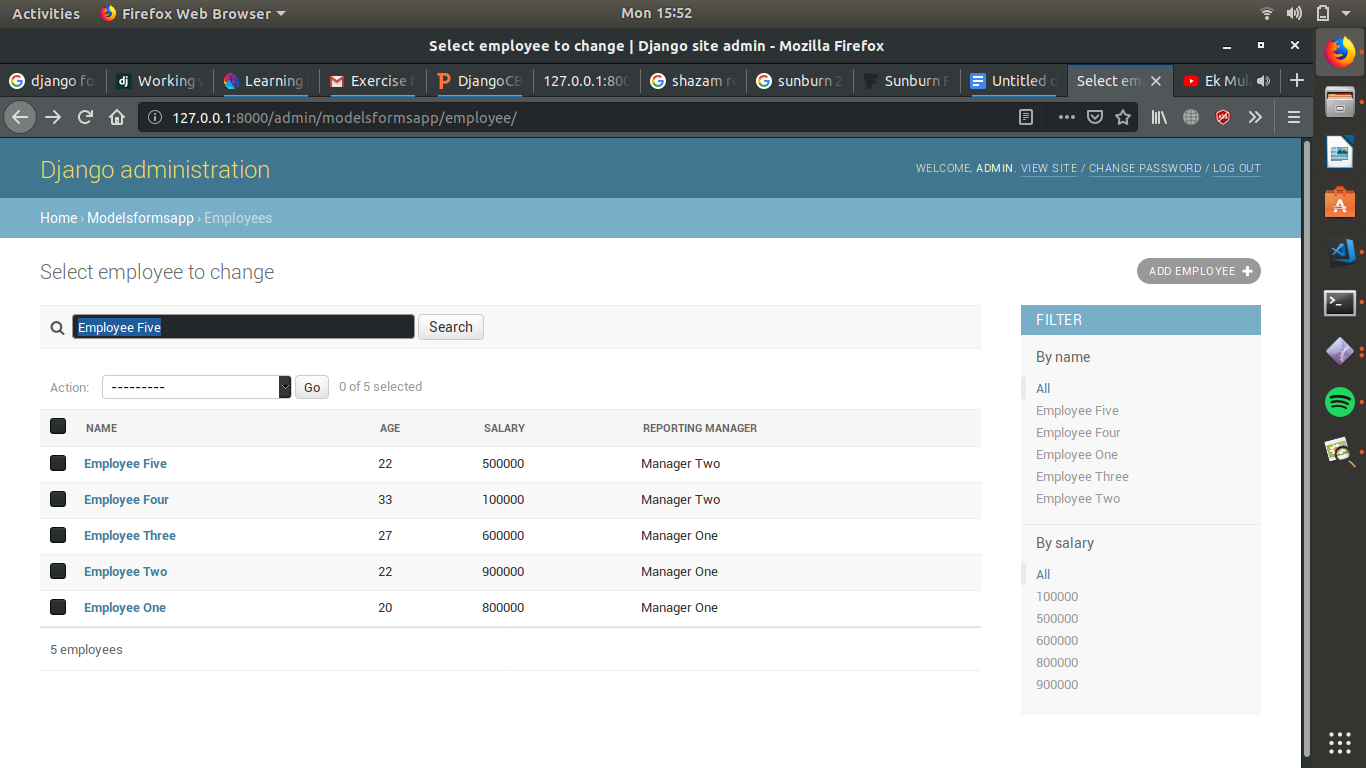 Activities Firefox Web Browser Mon 15:52
Select employee to change | Django site admin - Mozilla Firefox
django fo Working Learning Exercise f DjangoCB 127.0.0.1:800 shazam re sunburn 2 Sunburn F Untitled d Select em Ek Mula
127.0.0.1:8000/admin/modelsformsapp/employee/
Django administration WELCOME, ADMIN. VIEW SITE / CHANGE PASSWORD / LOG OUT
Home › Modelsformsapp › Employees
Select employee to change ADD EMPLOYEE +
Employee Five Search
Action: --------- Go 0 of 5 selected
NAME AGE SALARY REPORTING MANAGER
Employee Five 22 500000 Manager Two
Employee Four 33 100000 Manager Two
Employee Three 27 600000 Manager One
Employee Two 22 900000 Manager One
Employee One 20 800000 Manager One
5 employees
FILTER
By name
All
Employee Five
Employee Four
Employee One
Employee Three
Employee Two
By salary
All
100000
500000
600000
800000
900000